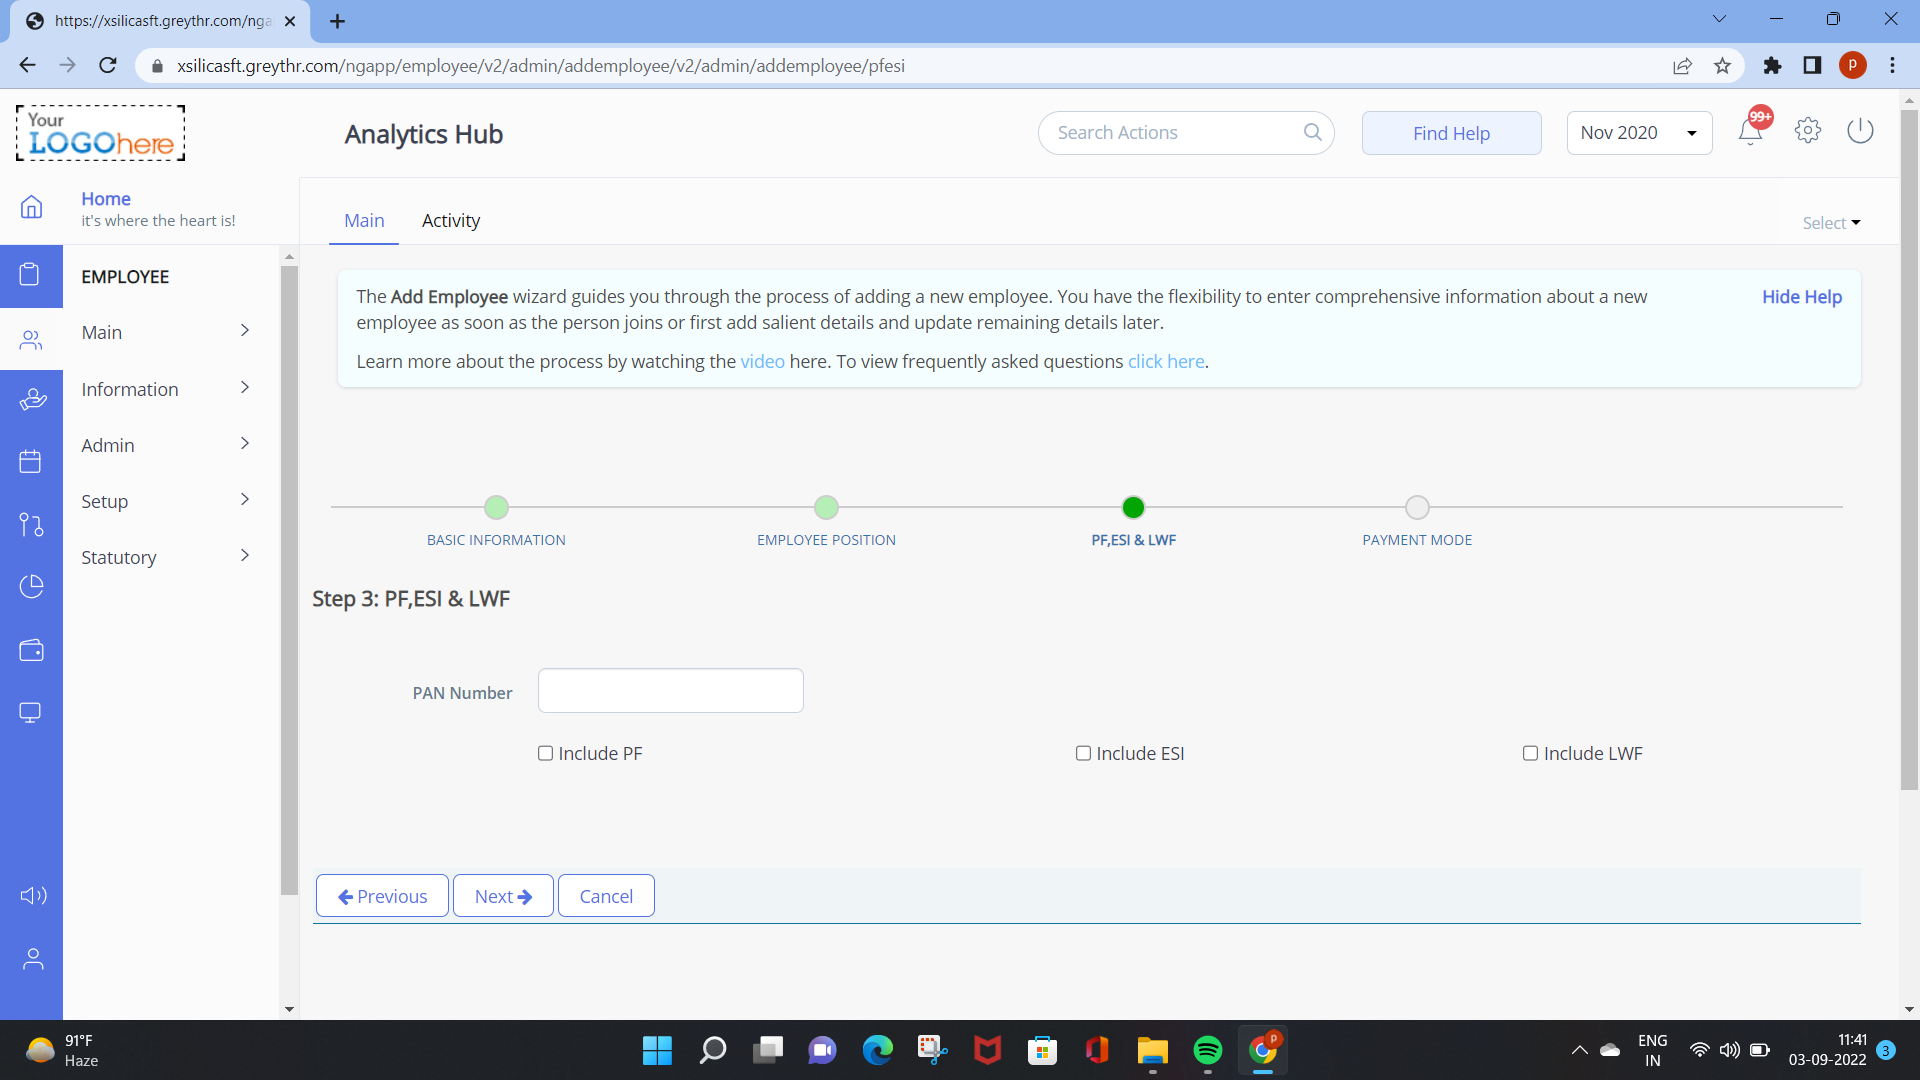 https://xsilicasft.greythr.com/nga
xsilicasft.greythr.com/ngapp/employee/v2/admin/addemployee/v2/admin/addemployee/pfesi
P
Your
LOGOhere
Analytics Hub
Search Actions
Find Help
Nov 2020
99+
Home
it's where the heart is!
Main
Activity
Select
EMPLOYEE
Main
Information
Admin
Setup
Statutory
The Add Employee wizard guides you through the process of adding a new employee. You have the flexibility to enter comprehensive information about a new
employee as soon as the person joins or first add salient details and update remaining details later.
Hide Help
Learn more about the process by watching the video here. To view frequently asked questions click here.
BASIC INFORMATION
EMPLOYEE POSITION
PF,ESI & LWF
PAYMENT MODE
Step 3: PF,ESI & LWF
PAN Number
Include PF
Include ESI
Include LWF
Previous
Next
Cancel
91°F
Haze
P
ENG
IN
11:41
03-09-2022
3